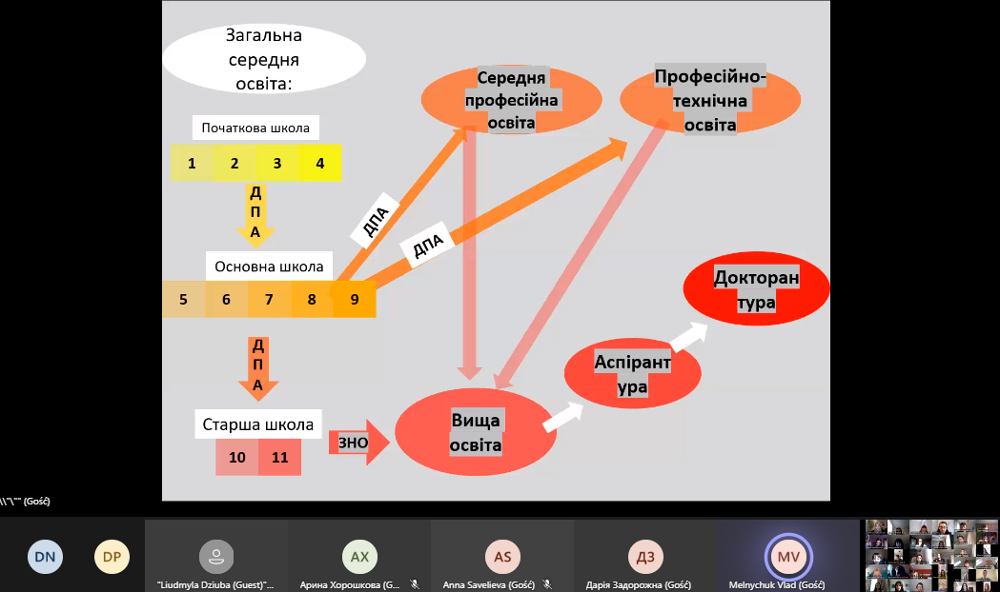 Загальна
середня
освіта:
Початкова школа
1 2 3 4
Д
П
А
Основна школа
5 6 7 8 9
Д
П
А
Старша школа
10 11
ЗНО
ДПА
ДПА
Середня
професійна
освіта
Професійно-
технічна
освіта
Вища
освіта
Аспірант
ура
Докторан
тура
\\"\"" (Gość)
DN
DP
"Liudmyla Dziuba (Guest)"...
АХ
Арина Хорошкова (G...
AS
Anna Savelieva (Gość)
ДЗ
Дарія Задорожна (Gość)
MV
Melnychuk Vlad (Gość)